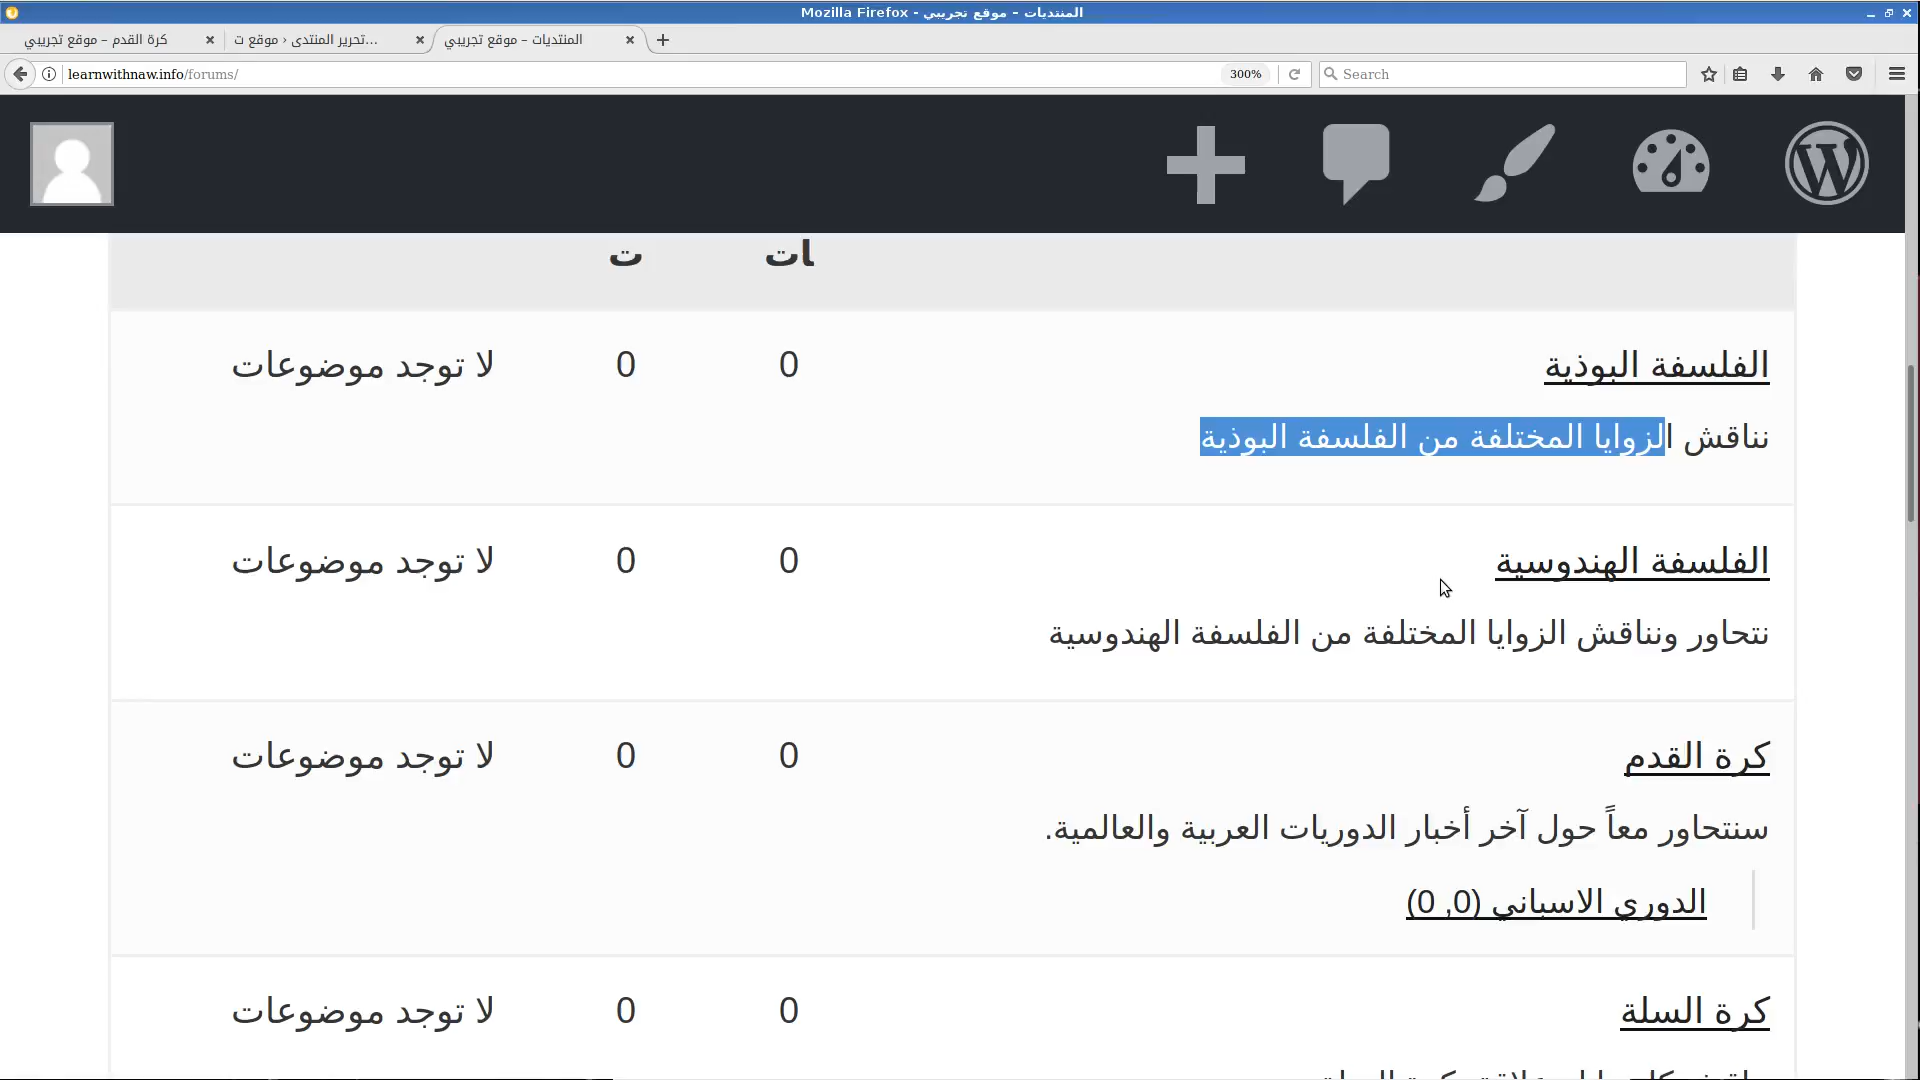 المنتديات – موقع تجريبي - Mozilla Firefox
كرة القدم – موقع تجريبي
تحرير المنتدى ‹ موقع ت...
المنتديات – موقع تجريبي
learnwithnaw.info/forums/
300%
Search
ات ت
الفلسفة البوذية 0 0 لا توجد موضوعات
نناقش الزوايا المختلفة من الفلسفة البوذية
الفلسفة الهندوسية 0 0 لا توجد موضوعات
نتحاور ونناقش الزوايا المختلفة من الفلسفة الهندوسية
كرة القدم 0 0 لا توجد موضوعات
سنتحاور معاً حول آخر أخبار الدوريات العربية والعالمية.
الدوري الاسباني (0, 0)
كرة السلة 0 0 لا توجد موضوعات